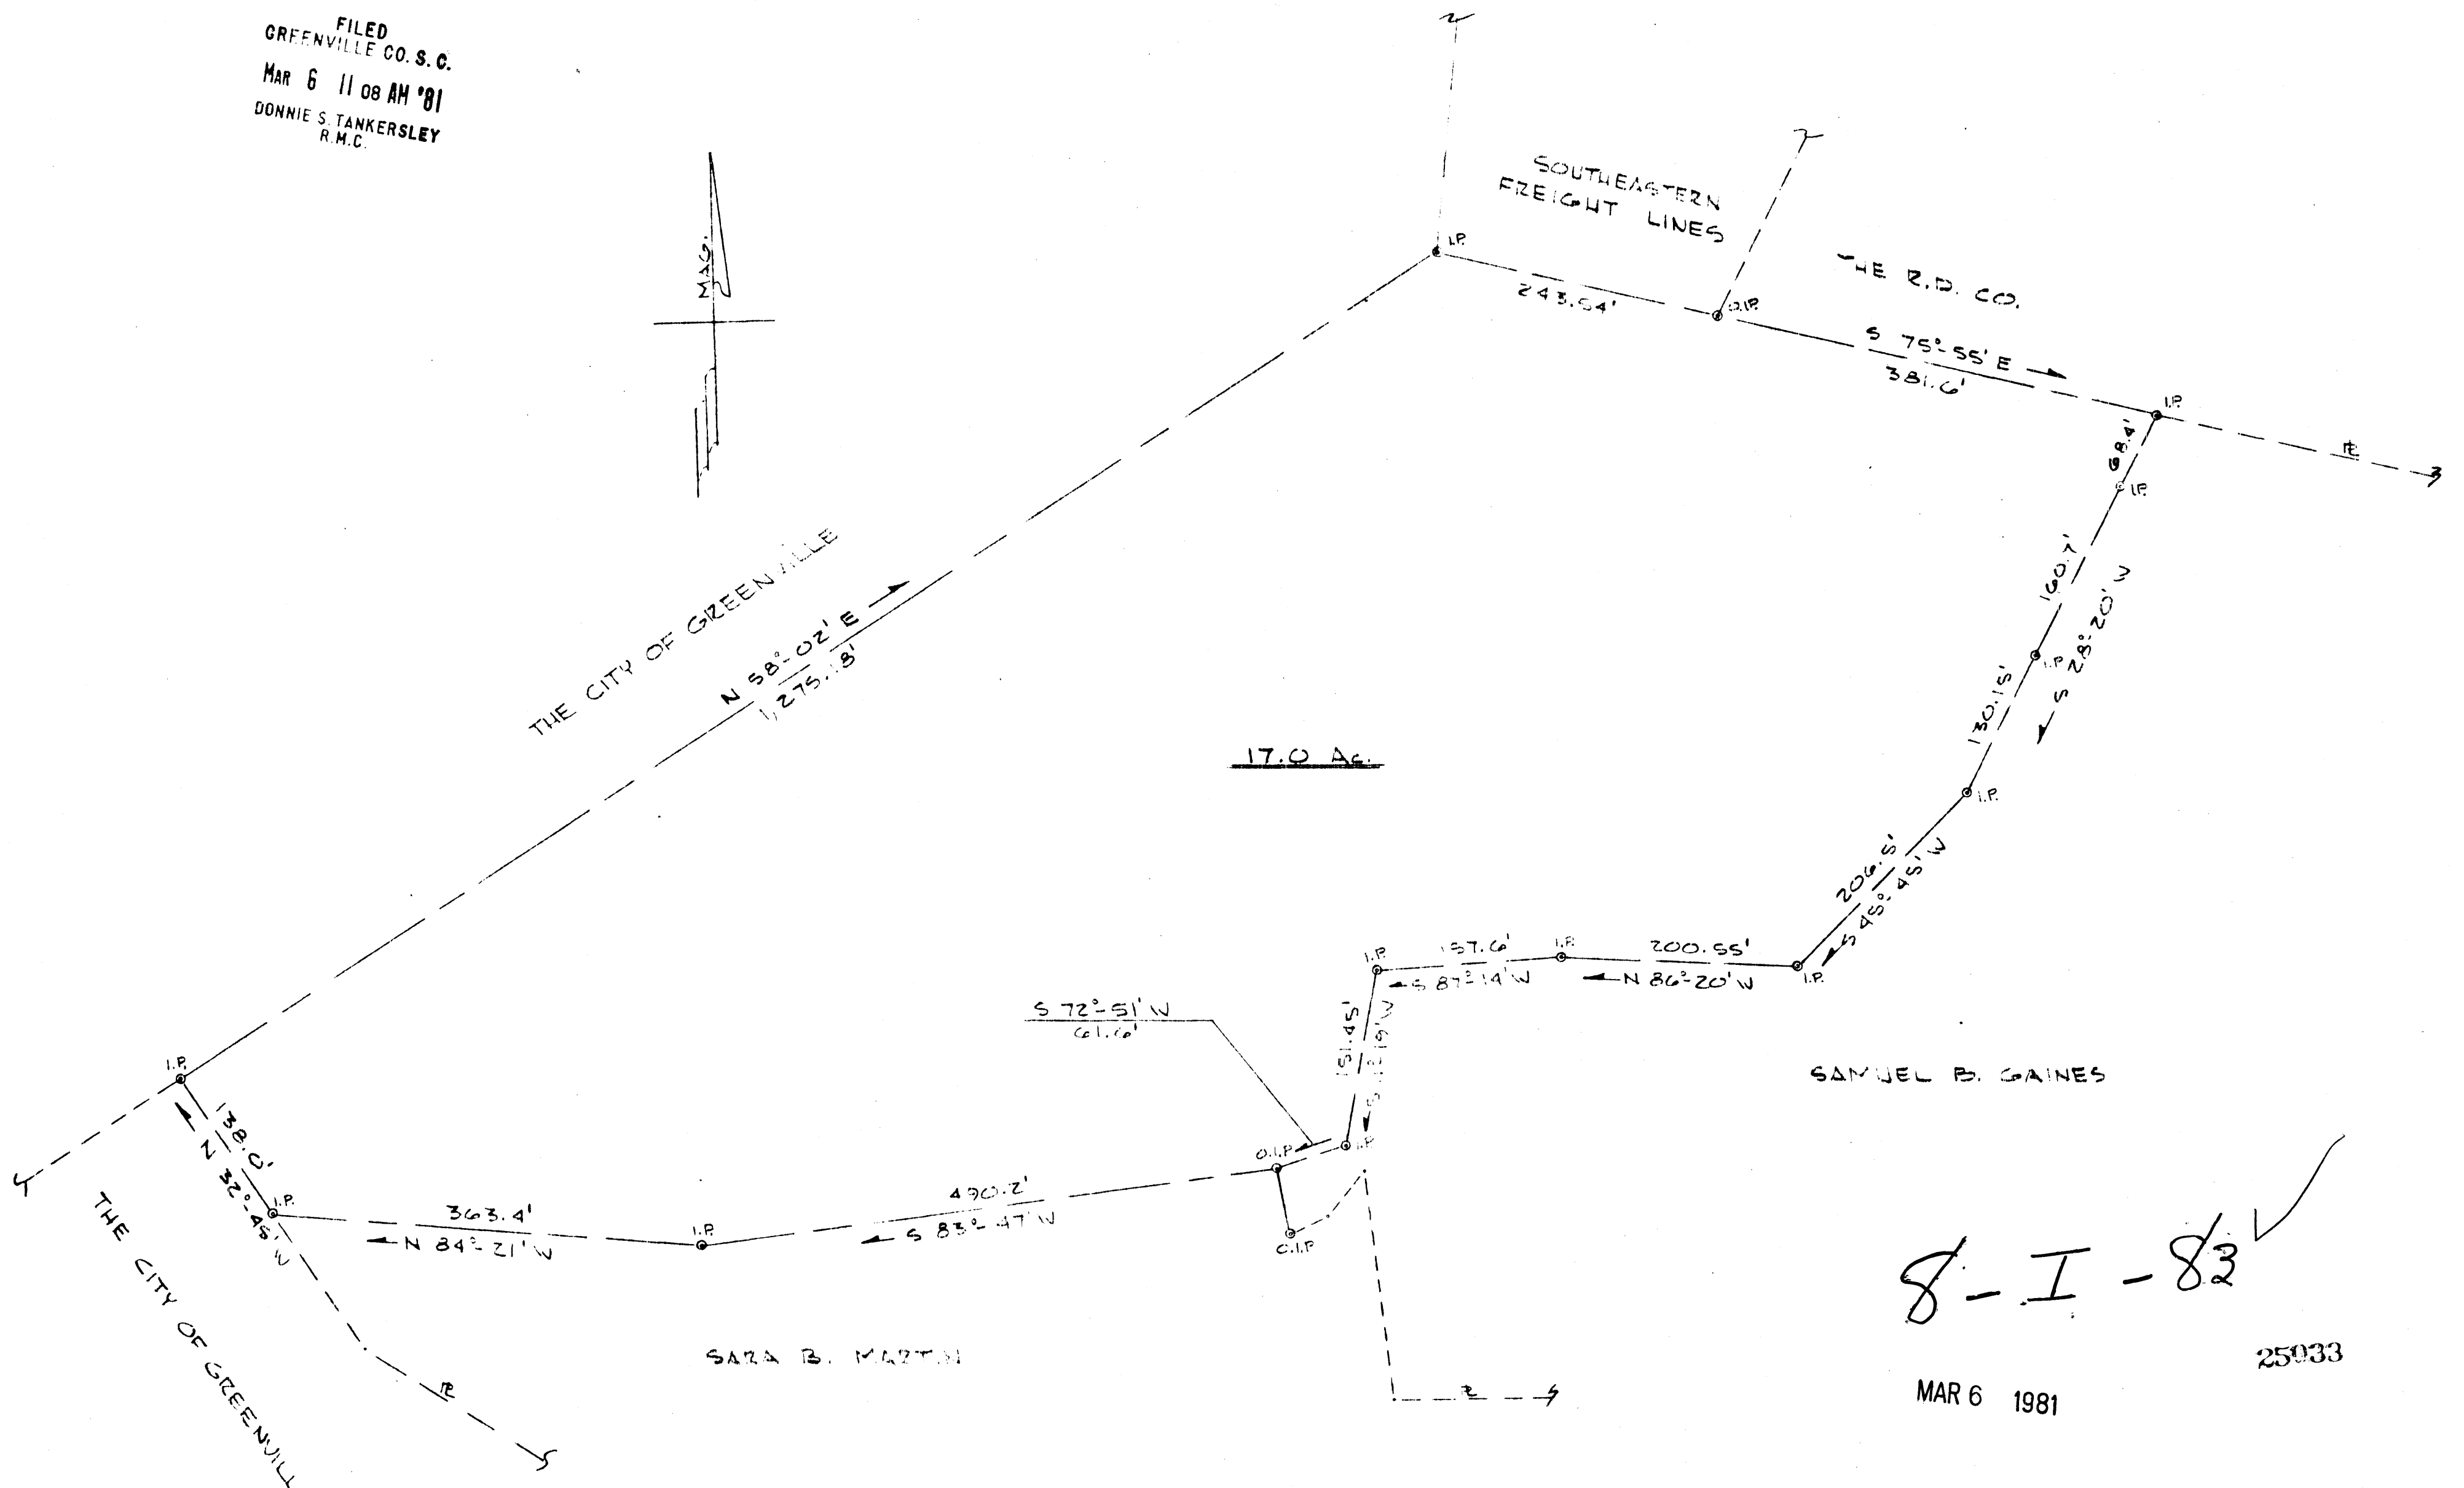 FILED
GREENVILLE CO. S. C.
MAR 6 11 08 AM '81
DONNIE S. TANKERSLEY
R.M.C.
MAG.
SOUTHEASTERN
FREIGHT LINES
THE R.D. CO.
I.P.
243.54'
O.I.P.
S 75°-55' E
381.6'
I.P.
68.4'
I.P.
160.7'
S 28°-20' W
I.P.
130.15'
I.P.
THE CITY OF GREENVILLE
N 58°-02' E
1,275.18'
17.0 Ac.
206.5'
S 45°-45' W
I.P.
157.6'
I.P.
200.55'
S 87°-14' W
N 86°-20' W
I.P.
S 72°-51' W
61.6'
151.45'
I.P.
O.I.P.
O.I.P.
SAMUEL B. GAINES
I.P.
138.0'
N 32°-45' W
I.P.
363.4'
N 84°-21' W
I.P.
490.2'
S 83°-47' W
THE CITY OF GREENVILL
SARA B. MARTIN
8-I-83
25933
MAR 6 1981